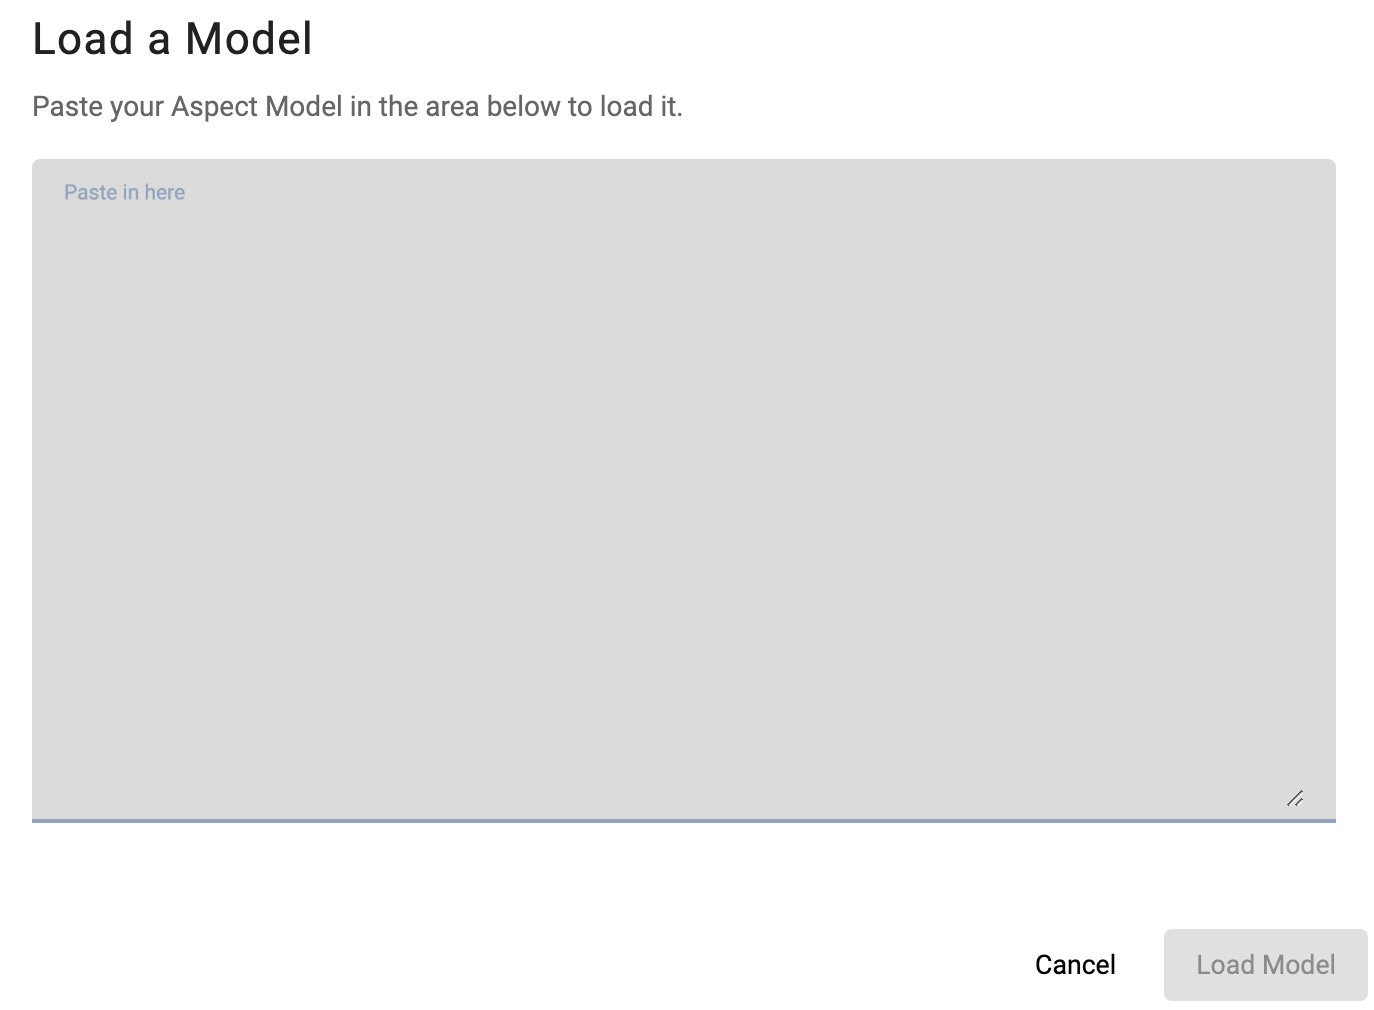 Load a Model
Paste your Aspect Model in the area below to load it.
Paste in here
Cancel
Load Model